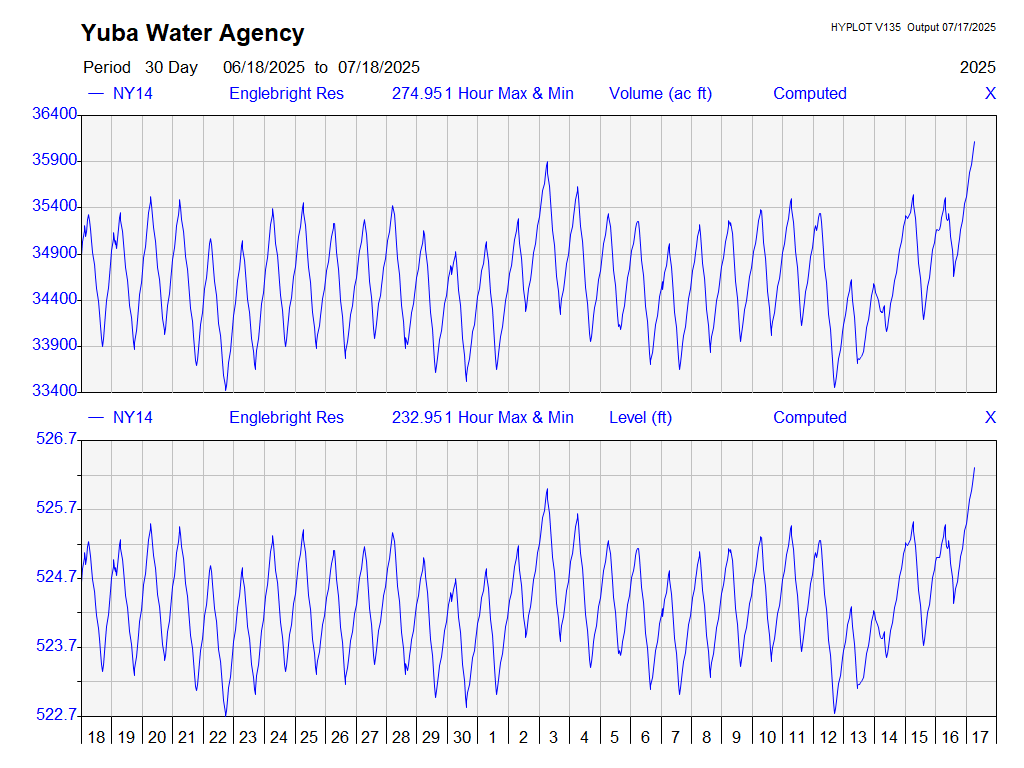 Yuba Water Agency
HYPLOT V135 Output 07/17/2025
Period 30 Day 06/18/2025 to 07/18/2025 2025
— NY14 Englebright Res 274.951 Hour Max & Min Volume (ac ft) Computed X
36400
35900
35400
34900
34400
33900
33400
— NY14 Englebright Res 232.951 Hour Max & Min Level (ft) Computed X
526.7
525.7
524.7
523.7
522.7
18 19 20 21 22 23 24 25 26 27 28 29 30 1 2 3 4 5 6 7 8 9 10 11 12 13 14 15 16 17